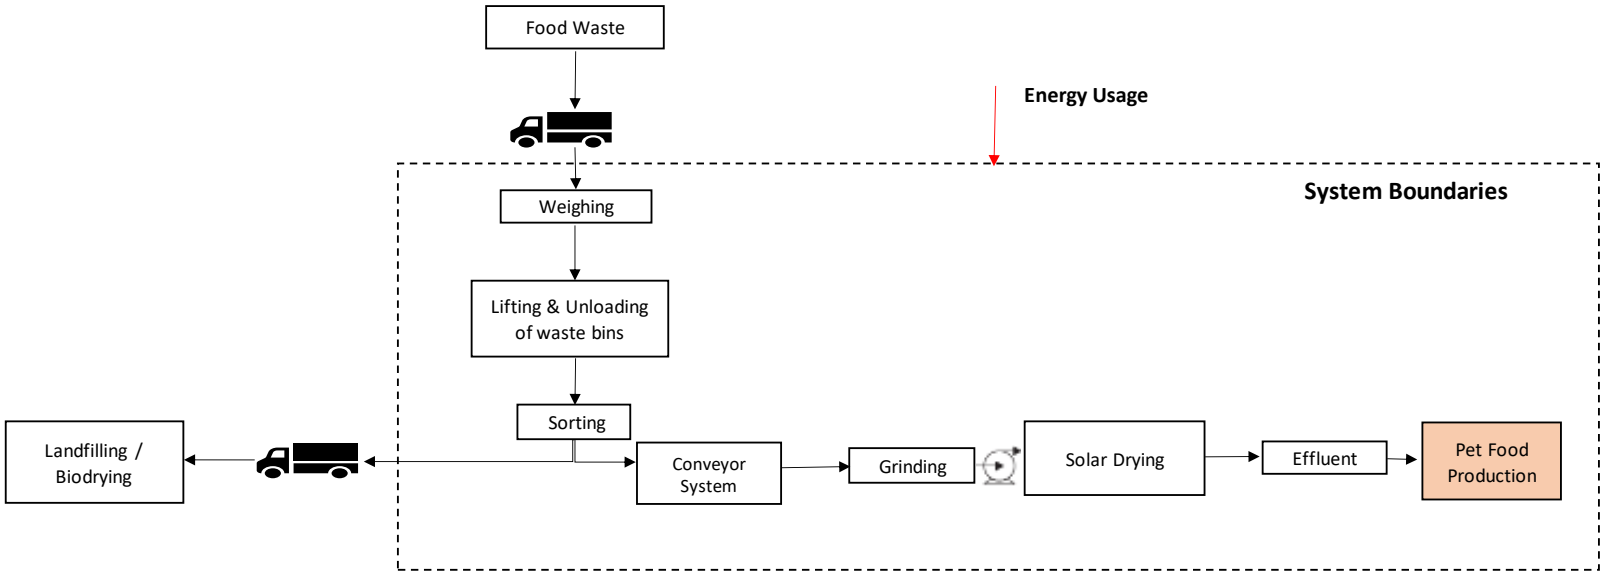 Food Waste
Energy Usage
System Boundaries
Weighing
Lifting & Unloading
of waste bins
Sorting
Landfilling /
Biodrying
Conveyor
System
Grinding
Solar Drying
Effluent
Pet Food
Production